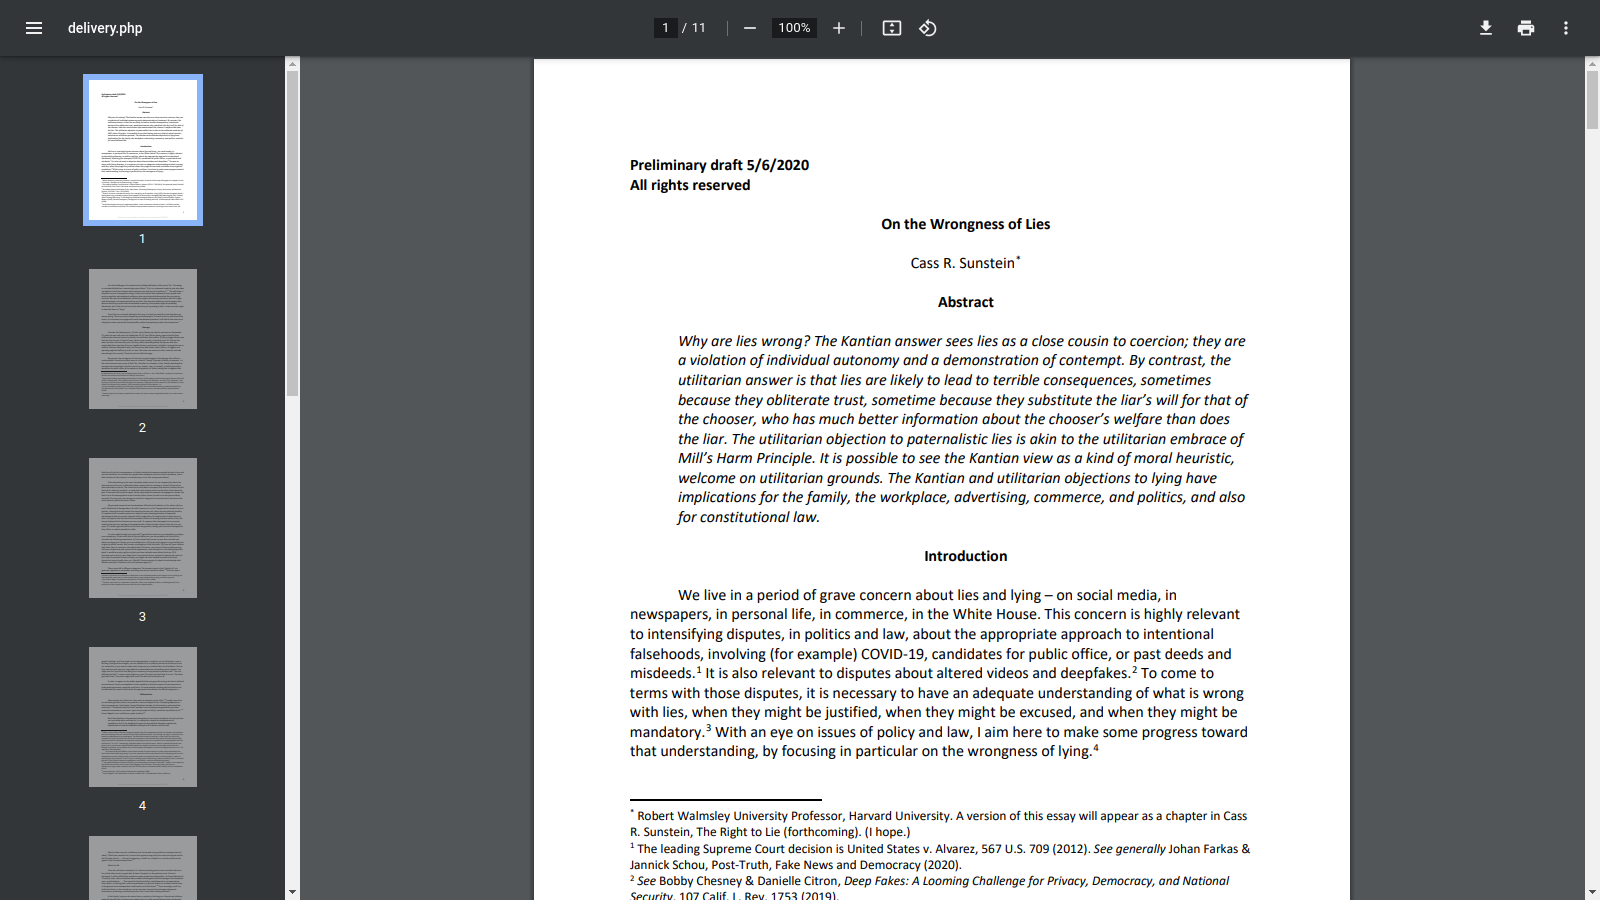 delivery.php
1 / 11
100%
1
2
3
4
Preliminary draft 5/6/2020
All rights reserved
On the Wrongness of Lies
Cass R. Sunstein*
Abstract
Why are lies wrong? The Kantian answer sees lies as a close cousin to coercion; they are
a violation of individual autonomy and a demonstration of contempt. By contrast, the
utilitarian answer is that lies are likely to lead to terrible consequences, sometimes
because they obliterate trust, sometime because they substitute the liar’s will for that of
the chooser, who has much better information about the chooser’s welfare than does
the liar. The utilitarian objection to paternalistic lies is akin to the utilitarian embrace of
Mill’s Harm Principle. It is possible to see the Kantian view as a kind of moral heuristic,
welcome on utilitarian grounds. The Kantian and utilitarian objections to lying have
implications for the family, the workplace, advertising, commerce, and politics, and also
for constitutional law.
Introduction
We live in a period of grave concern about lies and lying – on social media, in
newspapers, in personal life, in commerce, in the White House. This concern is highly relevant
to intensifying disputes, in politics and law, about the appropriate approach to intentional
falsehoods, involving (for example) COVID-19, candidates for public office, or past deeds and
misdeeds.1 It is also relevant to disputes about altered videos and deepfakes.2 To come to
terms with those disputes, it is necessary to have an adequate understanding of what is wrong
with lies, when they might be justified, when they might be excused, and when they might be
mandatory.3 With an eye on issues of policy and law, I aim here to make some progress toward
that understanding, by focusing in particular on the wrongness of lying.4
* Robert Walmsley University Professor, Harvard University. A version of this essay will appear as a chapter in Cass
R. Sunstein, The Right to Lie (forthcoming). (I hope.)
1 The leading Supreme Court decision is United States v. Alvarez, 567 U.S. 709 (2012). See generally Johan Farkas &
Jannick Schou, Post-Truth, Fake News and Democracy (2020).
2 See Bobby Chesney & Danielle Citron, Deep Fakes: A Looming Challenge for Privacy, Democracy, and National
Security, 107 Calif. L. Rev. 1753 (2019).